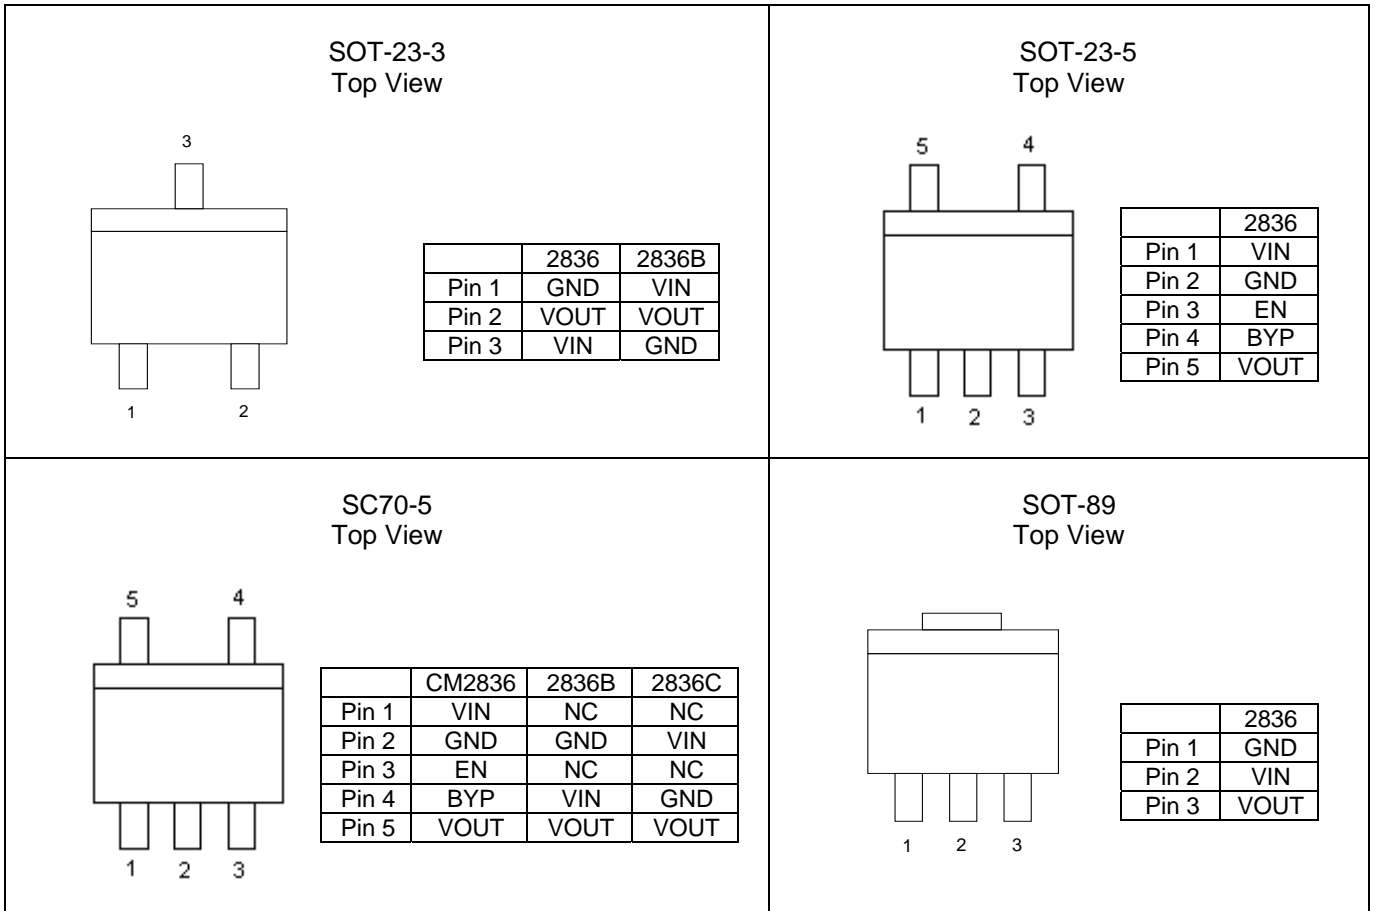 SOT-23-3
Top View
3
1 2
2836 2836B
Pin 1 GND VIN
Pin 2 VOUT VOUT
Pin 3 VIN GND
SOT-23-5
Top View
5 4
1 2 3
2836
Pin 1 VIN
Pin 2 GND
Pin 3 EN
Pin 4 BYP
Pin 5 VOUT
SC70-5
Top View
5 4
1 2 3
CM2836 2836B 2836C
Pin 1 VIN NC NC
Pin 2 GND GND VIN
Pin 3 EN NC NC
Pin 4 BYP VIN GND
Pin 5 VOUT VOUT VOUT
SOT-89
Top View
1 2 3
2836
Pin 1 GND
Pin 2 VIN
Pin 3 VOUT